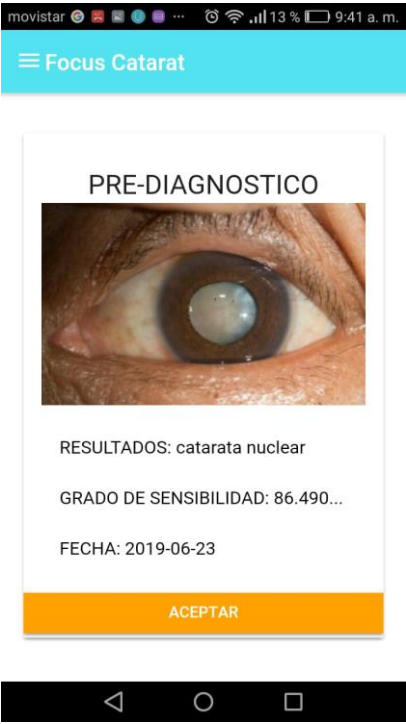 movistar 13 % 9:41 a. m.
Focus Catarat
PRE-DIAGNOSTICO
RESULTADOS: catarata nuclear
GRADO DE SENSIBILIDAD: 86.490...
FECHA: 2019-06-23
ACEPTAR